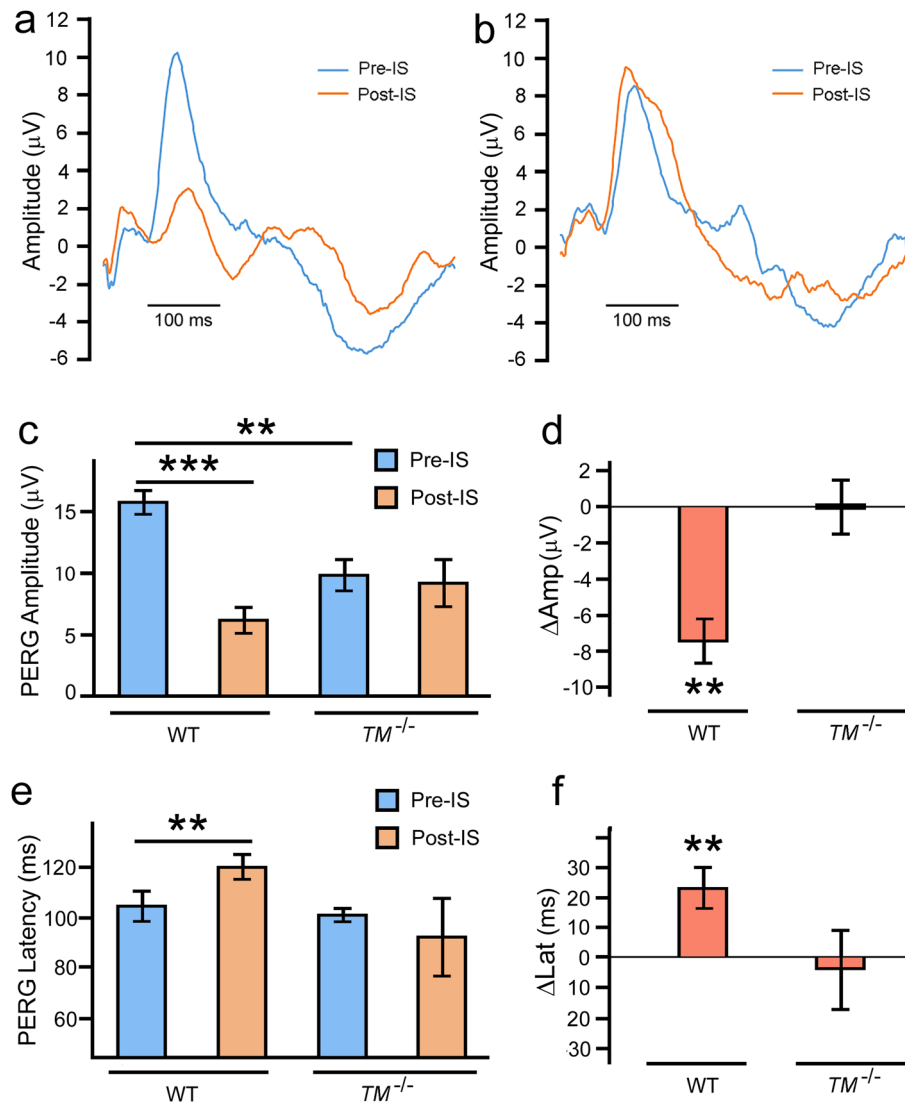 a
12
10
8
6
4
2
0
-2
-4
-6
Amplitude (μV)
Pre-IS
Post-IS
100 ms
b
12
10
8
6
4
2
0
-2
-4
-6
Amplitude (μV)
Pre-IS
Post-IS
100 ms
c
PERG Amplitude (μV)
15
10
5
0
**
***
Pre-IS
Post-IS
WT
TM-/-
d
ΔAmp (μV)
2
0
-2
-4
-6
-8
-10
**
WT
TM-/-
e
PERG Latency (ms)
120
100
80
60
**
Pre-IS
Post-IS
WT
TM-/-
f
ΔLat (ms)
30
20
10
0
10
20
-30
**
WT
TM-/-